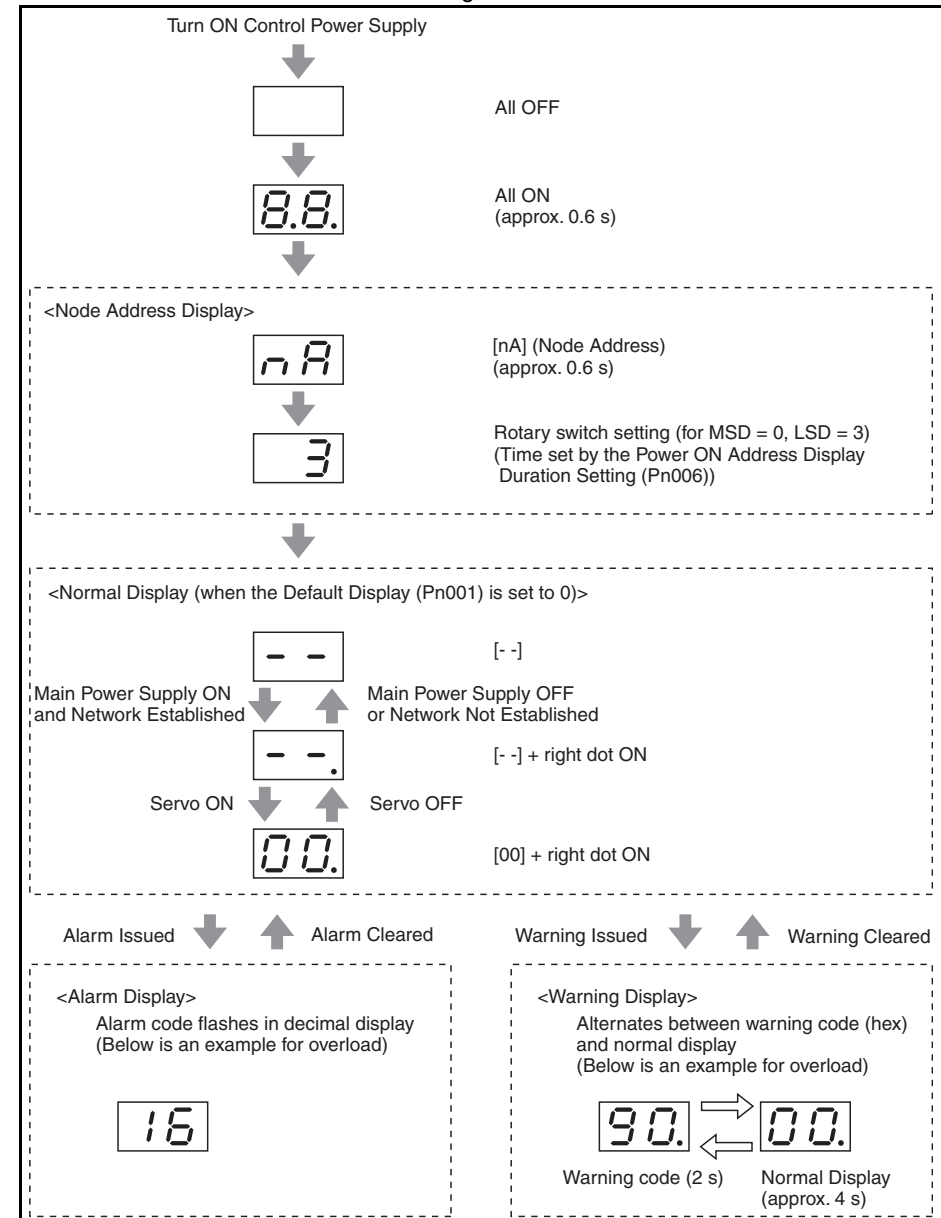 Turn ON Control Power Supply
All OFF
8.8.
All ON
(approx. 0.6 s)
<Node Address Display>
nA
[nA] (Node Address)
(approx. 0.6 s)
3
Rotary switch setting (for MSD = 0, LSD = 3)
(Time set by the Power ON Address Display
Duration Setting (Pn006))
<Normal Display (when the Default Display (Pn001) is set to 0)>
- -
[- -]
Main Power Supply ON
and Network Established
Main Power Supply OFF
or Network Not Established
- -.
[- -] + right dot ON
Servo ON
Servo OFF
00.
[00] + right dot ON
Alarm Issued
Alarm Cleared
Warning Issued
Warning Cleared
<Alarm Display>
Alarm code flashes in decimal display
(Below is an example for overload)
16
<Warning Display>
Alternates between warning code (hex)
and normal display
(Below is an example for overload)
90.
00.
Warning code (2 s)
Normal Display
(approx. 4 s)